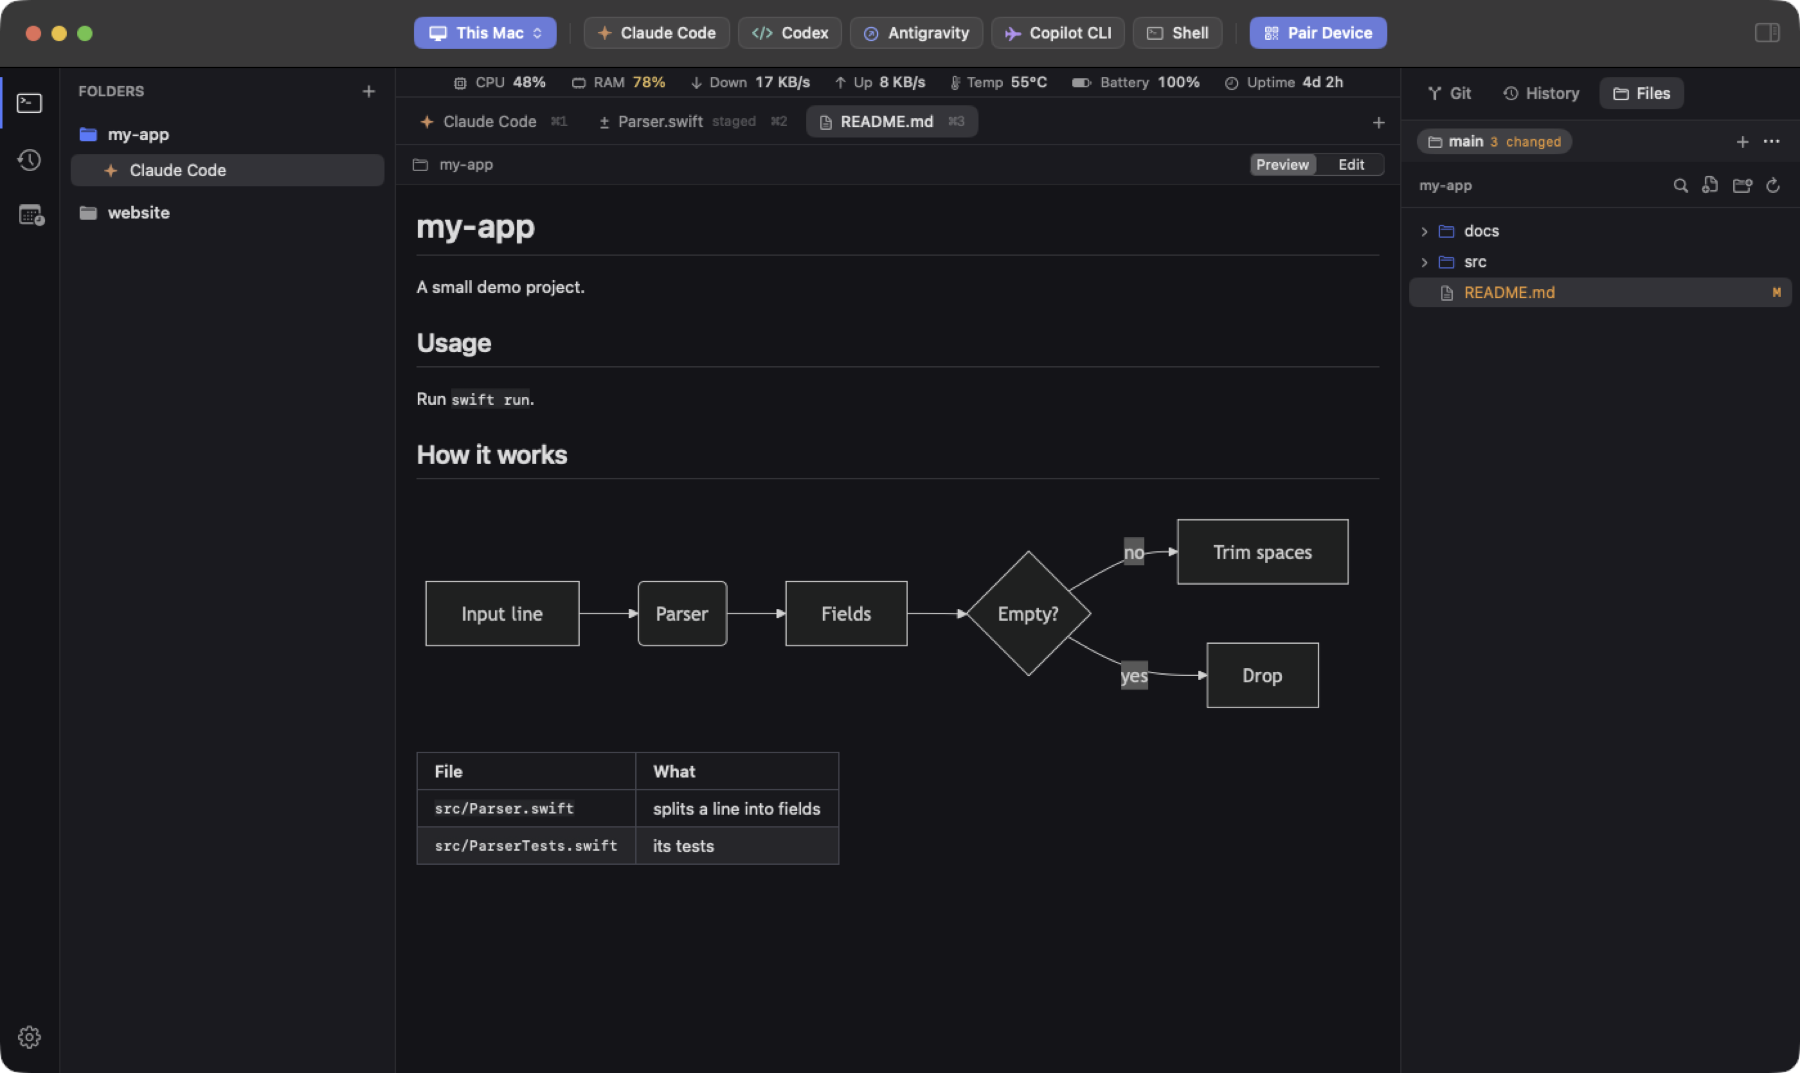 This Mac
Claude Code
Codex
Antigravity
Copilot CLI
Shell
Pair Device
FOLDERS
my-app
Claude Code
website
CPU 48%
RAM 78%
Down 17 KB/s
Up 8 KB/s
Temp 55°C
Battery 100%
Uptime 4d 2h
Claude Code ⌘1
Parser.swift staged ⌘2
README.md ⌘3
my-app
Preview
Edit
my-app
A small demo project.
Usage
Run swift run.
How it works
Input line
Parser
Fields
Empty?
no
Trim spaces
yes
Drop
File What
src/Parser.swift splits a line into fields
src/ParserTests.swift its tests
Git
History
Files
main 3 changed
my-app
docs
src
README.md M